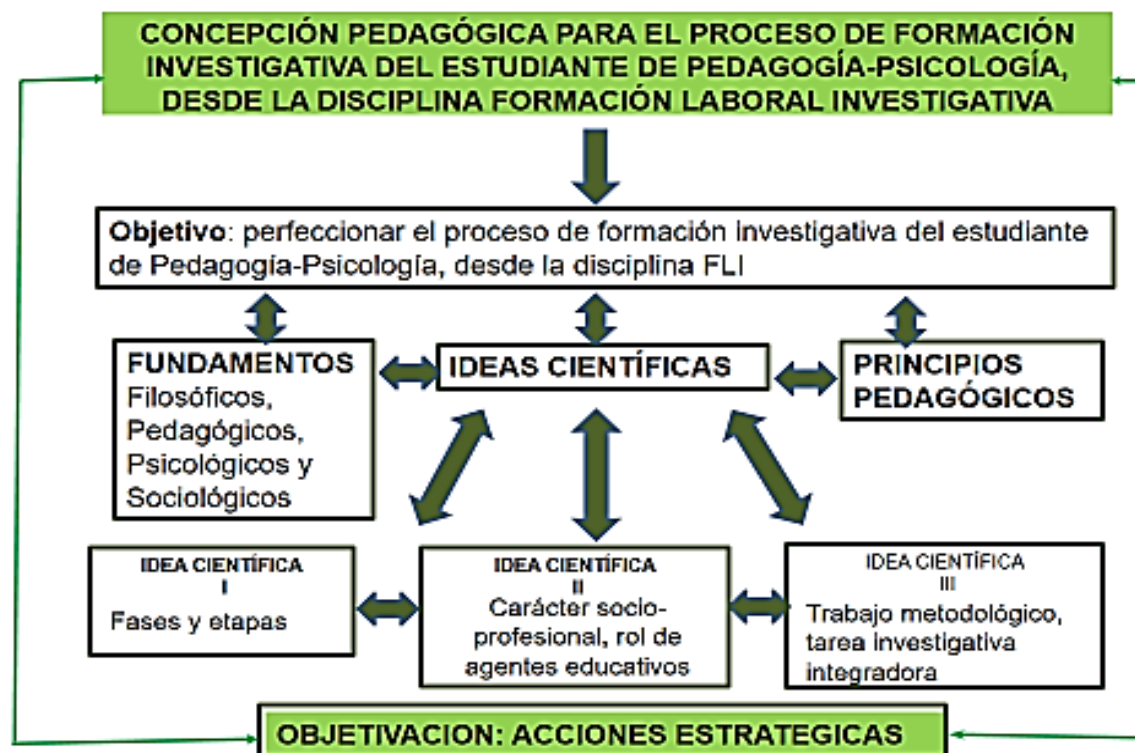 CONCEPCIÓN PEDAGÓGICA PARA EL PROCESO DE FORMACIÓN
INVESTIGATIVA DEL ESTUDIANTE DE PEDAGOGÍA-PSICOLOGÍA,
DESDE LA DISCIPLINA FORMACIÓN LABORAL INVESTIGATIVA
Objetivo: perfeccionar el proceso de formación investigativa del estudiante
de Pedagogía-Psicología, desde la disciplina FLI
FUNDAMENTOS
Filosóficos,
Pedagógicos,
Psicológicos y
Sociológicos
IDEAS CIENTÍFICAS
PRINCIPIOS
PEDAGÓGICOS
IDEA CIENTÍFICA
I
Fases y etapas
IDEA CIENTÍFICA
II
Carácter socio-
profesional, rol de
agentes educativos
IDEA CIENTÍFICA
III
Trabajo metodológico,
tarea investigativa
integradora
OBJETIVACION: ACCIONES ESTRATEGICAS